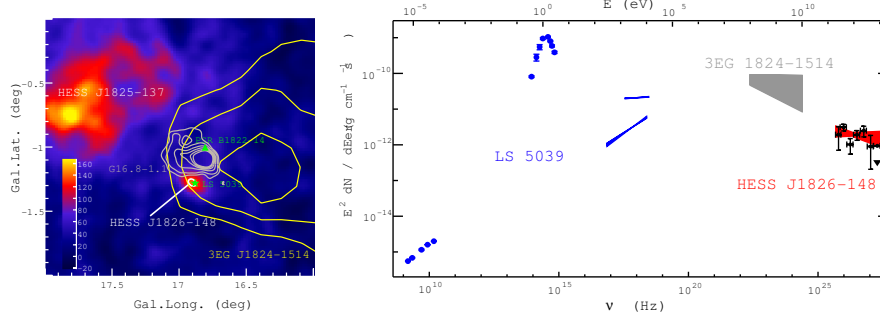 HESS J1825-137
PSR B1822-14
G16.8-1.1
LS 5039
HESS J1826-148
3EG J1824-1514
-0.5
-1
-1.5
160
140
120
100
80
60
40
20
0
-20
17.5
17
16.5
Gal.Lat. (deg)
Gal.Long. (deg)
E (eV)
10^-5
10^0
10^5
10^10
10^-10
10^-12
10^-14
3EG 1824-1514
LS 5039
HESS J1826-148
10^10
10^15
10^20
10^25
ν (Hz)